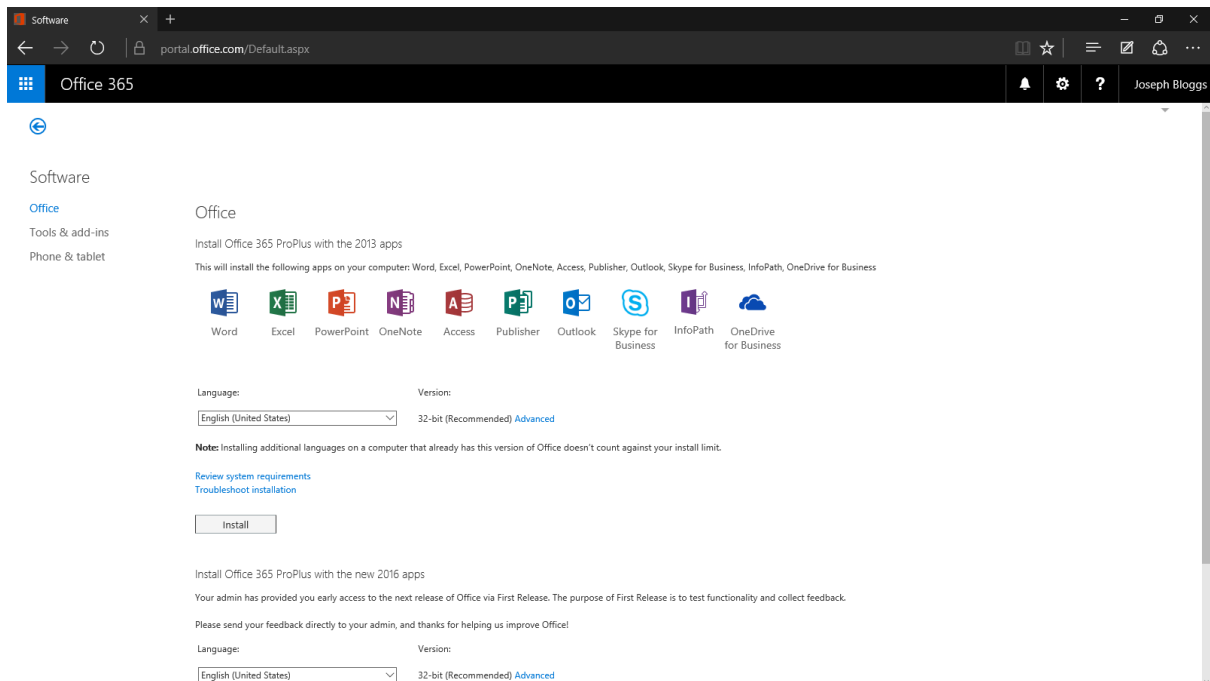 Software
portal.office.com/Default.aspx
Office 365
?
Joseph Bloggs
Software
Office
Tools & add-ins
Phone & tablet
Office
Install Office 365 ProPlus with the 2013 apps
This will install the following apps on your computer: Word, Excel, PowerPoint, OneNote, Access, Publisher, Outlook, Skype for Business, InfoPath, OneDrive for Business
Word Excel PowerPoint OneNote Access Publisher Outlook Skype for Business InfoPath OneDrive for Business
Language: Version:
English (United States) 32-bit (Recommended) Advanced
Note: Installing additional languages on a computer that already has this version of Office doesn't count against your install limit.
Review system requirements
Troubleshoot installation
Install
Install Office 365 ProPlus with the new 2016 apps
Your admin has provided you early access to the next release of Office via First Release. The purpose of First Release is to test functionality and collect feedback.
Please send your feedback directly to your admin, and thanks for helping us improve Office!
Language: Version:
English (United States) 32-bit (Recommended) Advanced